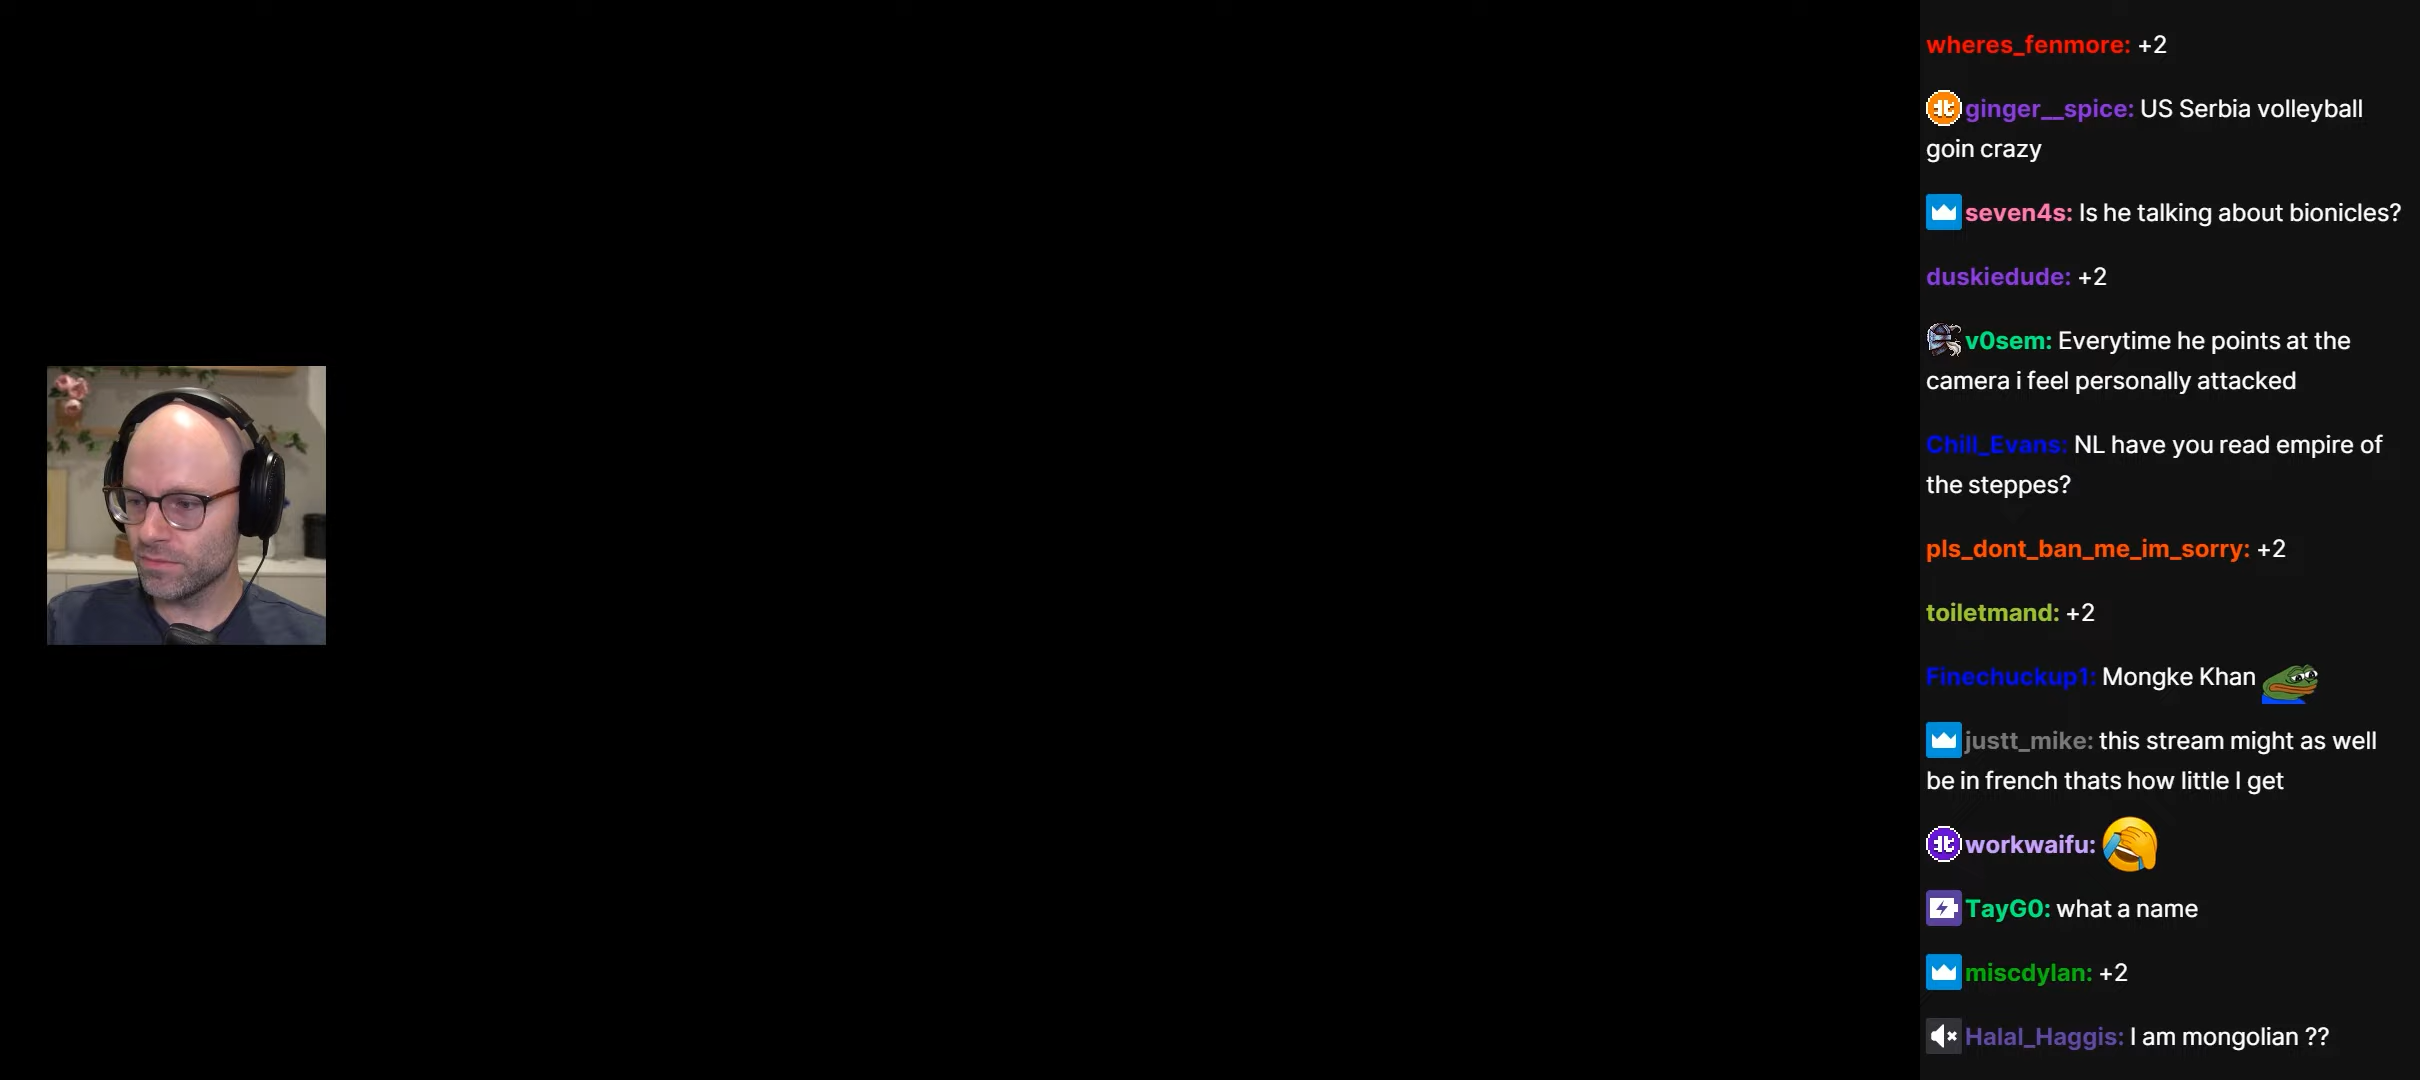 wheres_fenmore: +2
ginger__spice: US Serbia volleyball
goin crazy
seven4s: Is he talking about bionicles?
duskiedude: +2
v0sem: Everytime he points at the
camera i feel personally attacked
Chill_Evans: NL have you read empire of
the steppes?
pls_dont_ban_me_im_sorry: +2
toiletmand: +2
Finechuckup1: Mongke Khan
justt_mike: this stream might as well
be in french thats how little I get
workwaifu:
TayG0: what a name
miscdylan: +2
Halal_Haggis: I am mongolian ??